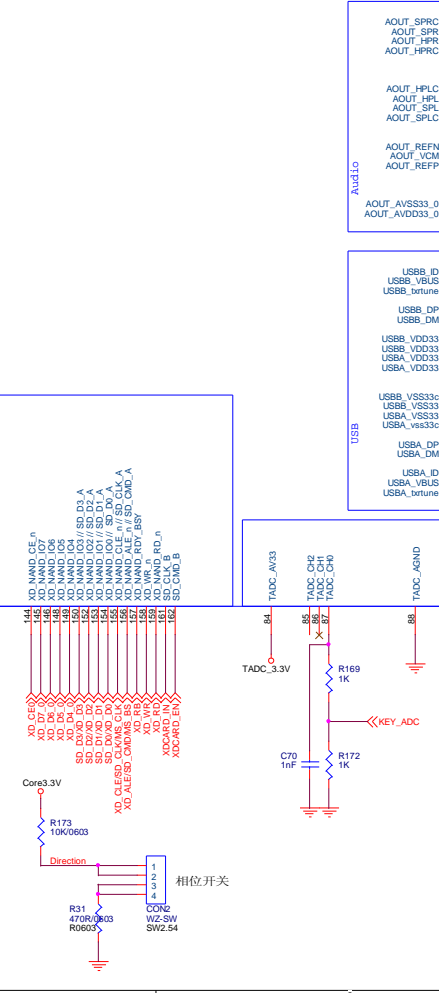 AOUT_SPRC
AOUT_SPR
AOUT_HPR
AOUT_HPRC
AOUT_HPLC
AOUT_HPL
AOUT_SPL
AOUT_SPLC
AOUT_REFN
AOUT_VCM
AOUT_REFP
Audio
AOUT_AVSS33_0
AOUT_AVDD33_0
USBB_ID
USBB_VBUS
USBB_txrtune
USBB_DP
USBB_DM
USBB_VDD33
USBB_VDD33
USBA_VDD33
USBA_VDD33
USBB_VSS33c
USBB_VSS33
USBA_VSS33
USBA_vss33c
USB
USBA_DP
USBA_DM
USBA_ID
USBA_VBUS
USBA_txrtune
XD_NAND_CE_n
XD_NAND_IO7
XD_NAND_IO6
XD_NAND_IO5
XD_NAND_IO4
XD_NAND_IO3 // SD_D3_A
XD_NAND_IO2 // SD_D2_A
XD_NAND_IO1 // SD_D1_A
XD_NAND_IO0 // SD_D0_A
XD_NAND_CLE_n // SD_CLK_A
XD_NAND_ALE_n // SD_CMD_A
XD_NAND_RDY_BSY
XD_WR_n
XD_NAND_RD_n
SD_CLK_B
SD_CMD_B
TADC_AV33
TADC_CH2
TADC_CH1
TADC_CH0
TADC_AGND
144
145
146
148
149
150
152
153
154
155
156
157
158
159
161
162
84
85
86
87
88
XD_CE0
XD_D7_0
XD_D6_0
XD_D5_0
XD_D4_0
SD_D3/XD_D3
SD_D2/XD_D2
SD_D1/XD_D1
SD_D0/XD_D0
XD_CLE/SD_CLK/MS_CLK
XD_ALE/SD_CMD/MS_BS
XD_RB
XD_WR
XD_RD
XDCARD_IN
XDCARD_EN
TADC_3.3V
R169
1K
KEY_ADC
C70
1nF
R172
1K
Core3.3V
R173
10K/0603
Direction
1
2
3
4
相位开关
R31
470R/0603
R0603
CON2
WZ-SW
SW2.54